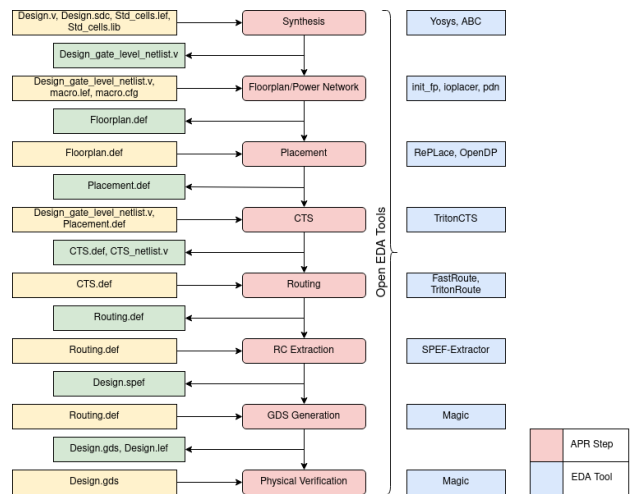 Design.v, Design.sdc, Std_cells.lef,
Std_cells.lib
Synthesis
Yosys, ABC
Design_gate_level_netlist.v
Design_gate_level_netlist.v,
macro.lef, macro.cfg
Floorplan/Power Network
init_fp, ioplacer, pdn
Floorplan.def
Floorplan.def
Placement
RePLace, OpenDP
Placement.def
Design_gate_level_netlist.v,
Placement.def
CTS
TritonCTS
Open EDA Tools
CTS.def, CTS_netlist.v
CTS.def
Routing
FastRoute,
TritonRoute
Routing.def
Routing.def
RC Extraction
SPEF-Extractor
Design.spef
Routing.def
GDS Generation
Magic
Design.gds, Design.lef
Design.gds
Physical Verification
Magic
APR Step
EDA Tool